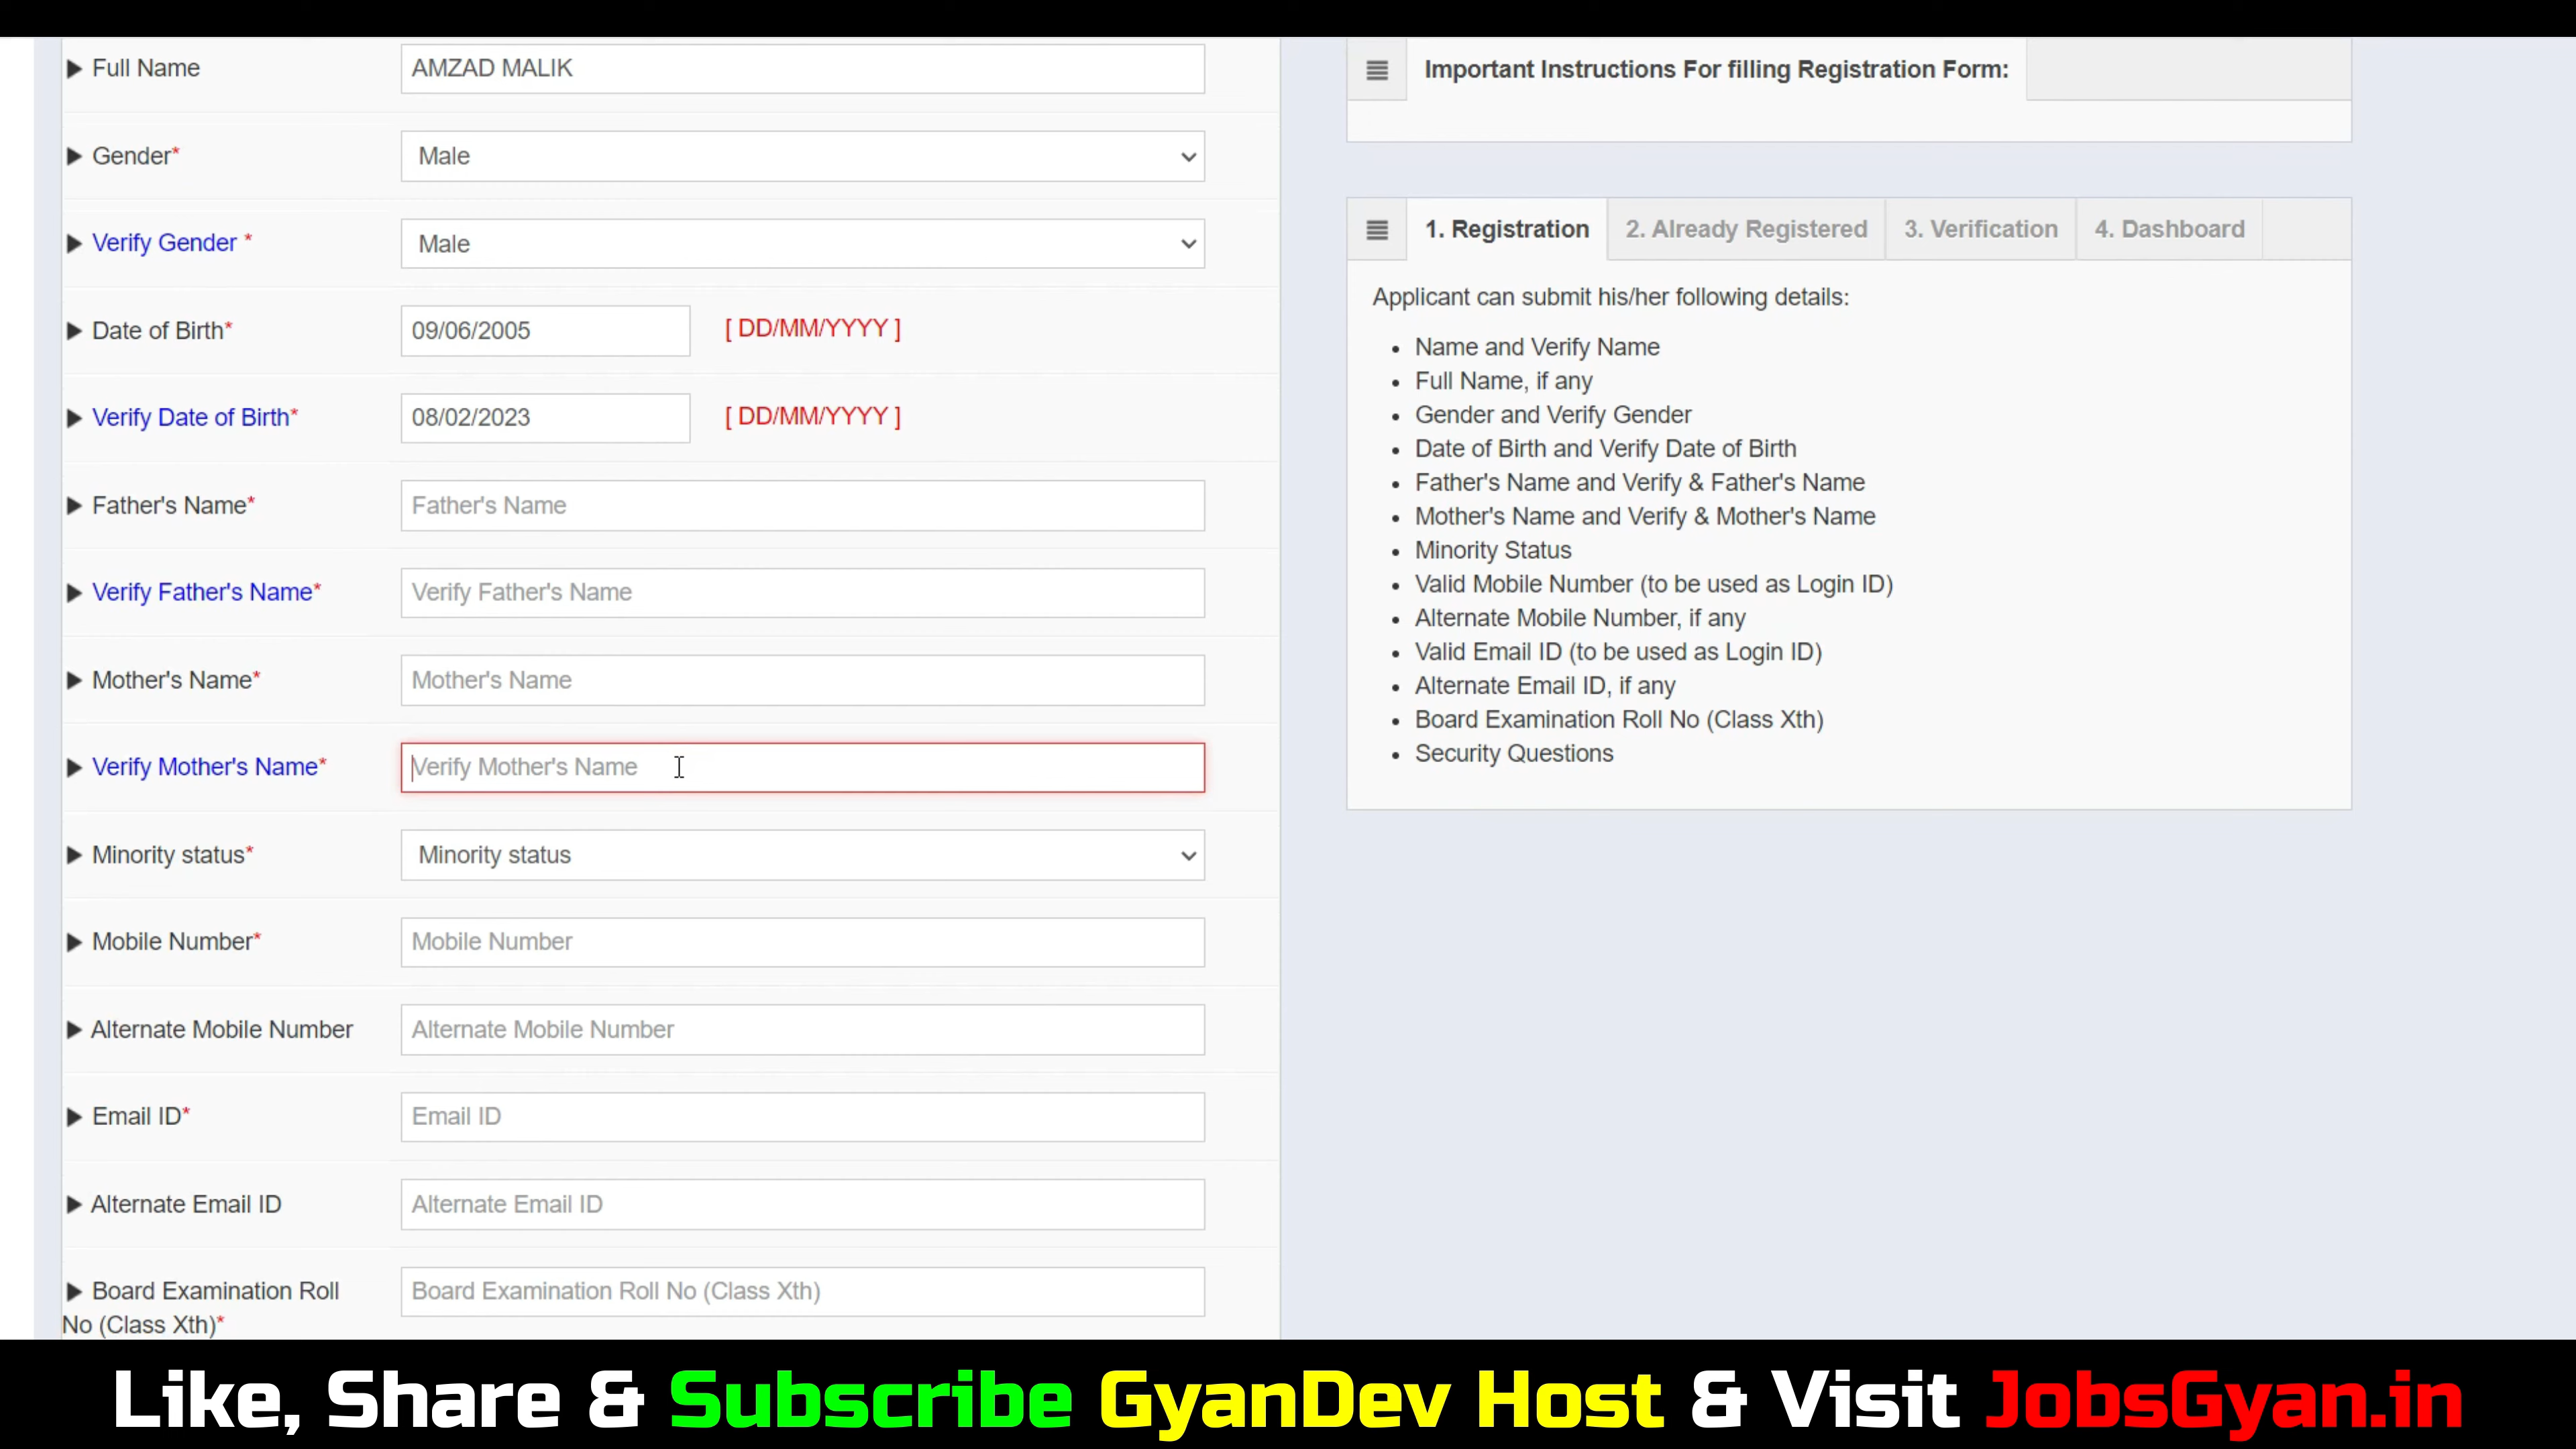 Full Name
AMZAD MALIK
Gender*
Male
Verify Gender *
Male
Date of Birth*
09/06/2005
[ DD/MM/YYYY ]
Verify Date of Birth*
08/02/2023
[ DD/MM/YYYY ]
Father's Name*
Father's Name
Verify Father's Name*
Verify Father's Name
Mother's Name*
Mother's Name
Verify Mother's Name*
Verify Mother's Name
Minority status*
Minority status
Mobile Number*
Mobile Number
Alternate Mobile Number
Alternate Mobile Number
Email ID*
Email ID
Alternate Email ID
Alternate Email ID
Board Examination Roll
No (Class Xth)*
Board Examination Roll No (Class Xth)
Important Instructions For filling Registration Form:
1. Registration
2. Already Registered
3. Verification
4. Dashboard
Applicant can submit his/her following details:
Name and Verify Name
Full Name, if any
Gender and Verify Gender
Date of Birth and Verify Date of Birth
Father's Name and Verify & Father's Name
Mother's Name and Verify & Mother's Name
Minority Status
Valid Mobile Number (to be used as Login ID)
Alternate Mobile Number, if any
Valid Email ID (to be used as Login ID)
Alternate Email ID, if any
Board Examination Roll No (Class Xth)
Security Questions
Like, Share & Subscribe GyanDev Host & Visit JobsGyan.in